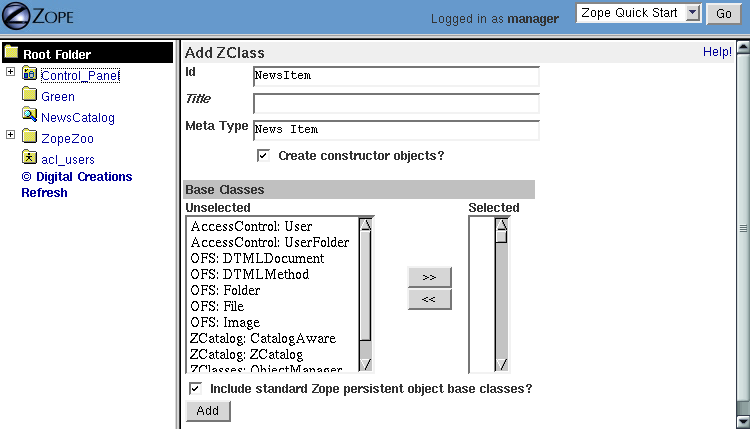 ZOPE
Logged in as manager
Zope Quick Start
Go
Root Folder
Control_Panel
Green
NewsCatalog
ZopeZoo
acl_users
© Digital Creations
Refresh
Add ZClass
Help!
Id
NewsItem
Title
Meta Type
News Item
Create constructor objects?
Base Classes
Unselected
Selected
AccessControl: User
AccessControl: UserFolder
OFS: DTMLDocument
OFS: DTMLMethod
OFS: Folder
OFS: File
OFS: Image
ZCatalog: CatalogAware
ZCatalog: ZCatalog
ZClasses: ObjectManager
>>
<<
Include standard Zope persistent object base classes?
Add